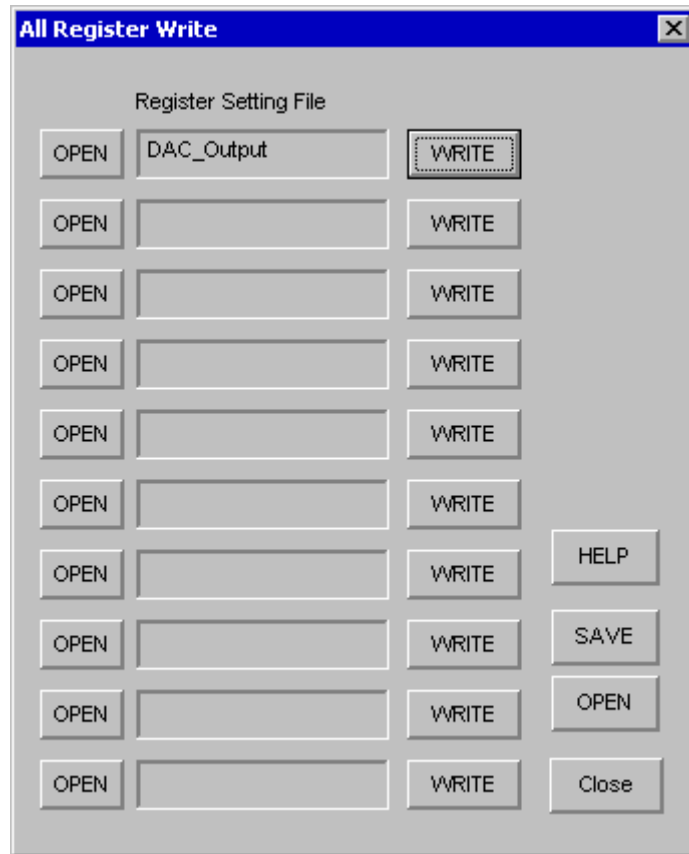 All Register Write
Register Setting File
OPEN DAC_Output WRITE
OPEN WRITE
OPEN WRITE
OPEN WRITE
OPEN WRITE
OPEN WRITE
OPEN WRITE HELP
OPEN WRITE SAVE
OPEN WRITE OPEN
OPEN WRITE Close